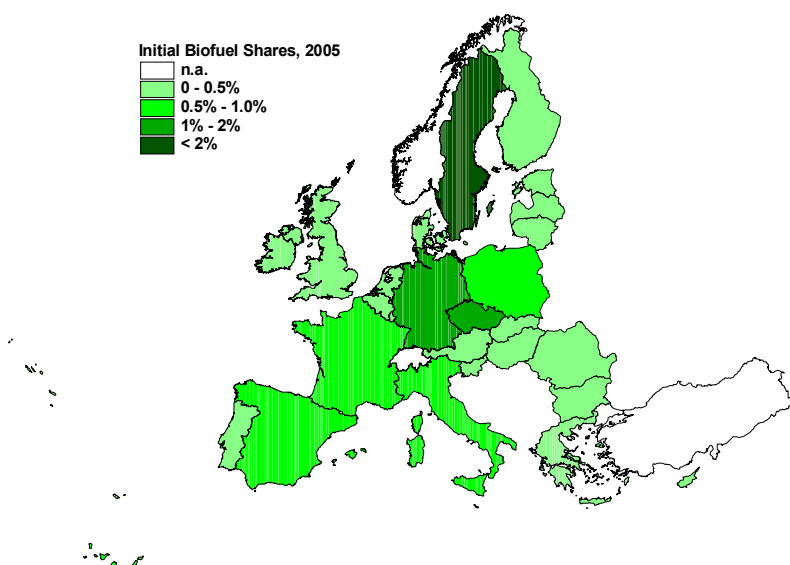 Initial Biofuel Shares, 2005
n.a.
0 - 0.5%
0.5% - 1.0%
1% - 2%
< 2%